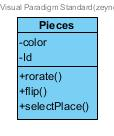 Visual Paradigm Standard(zeyne
Pieces
-color
-Id
+rorate()
+flip()
+selectPlace()